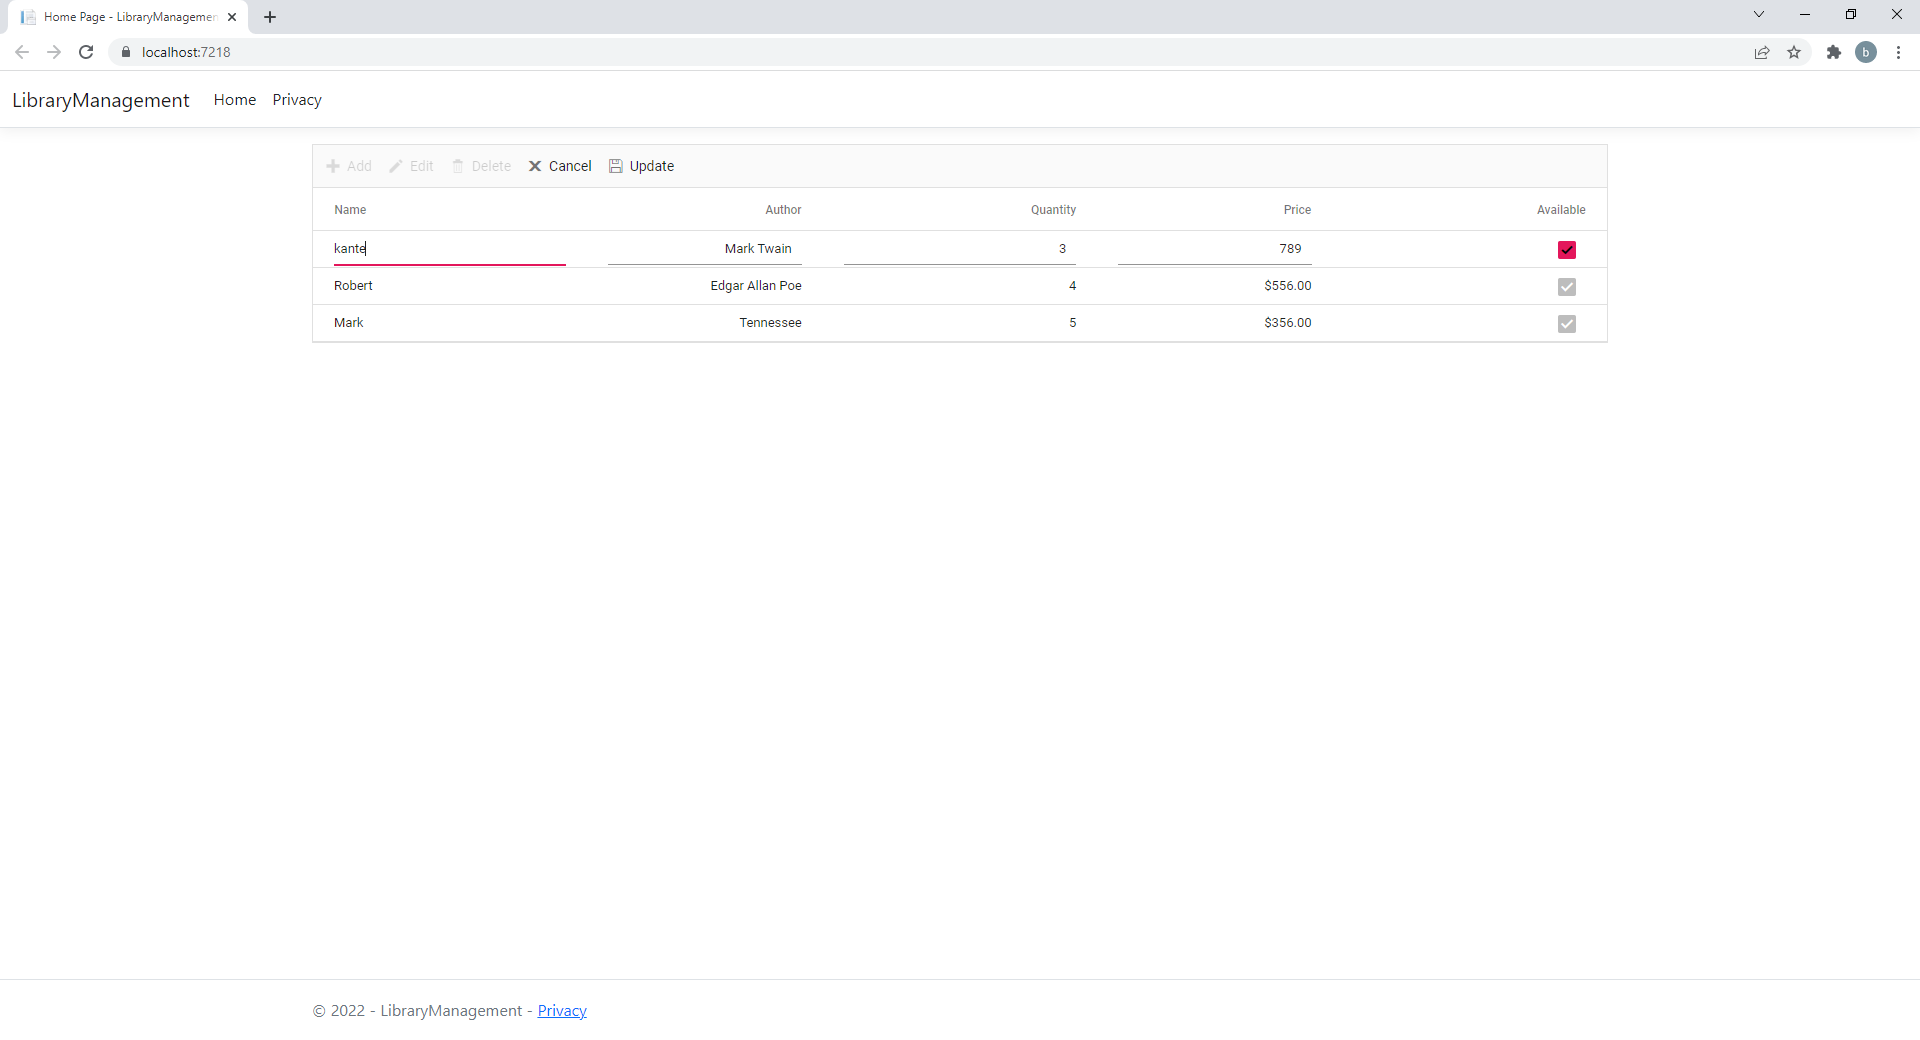 Home Page - LibraryManagemen
localhost:7218
b
LibraryManagement Home Privacy
Add Edit Delete Cancel Update
Name Author Quantity Price Available
kante Mark Twain 3 789
Robert Edgar Allan Poe 4 $556.00
Mark Tennessee 5 $356.00
© 2022 - LibraryManagement - Privacy